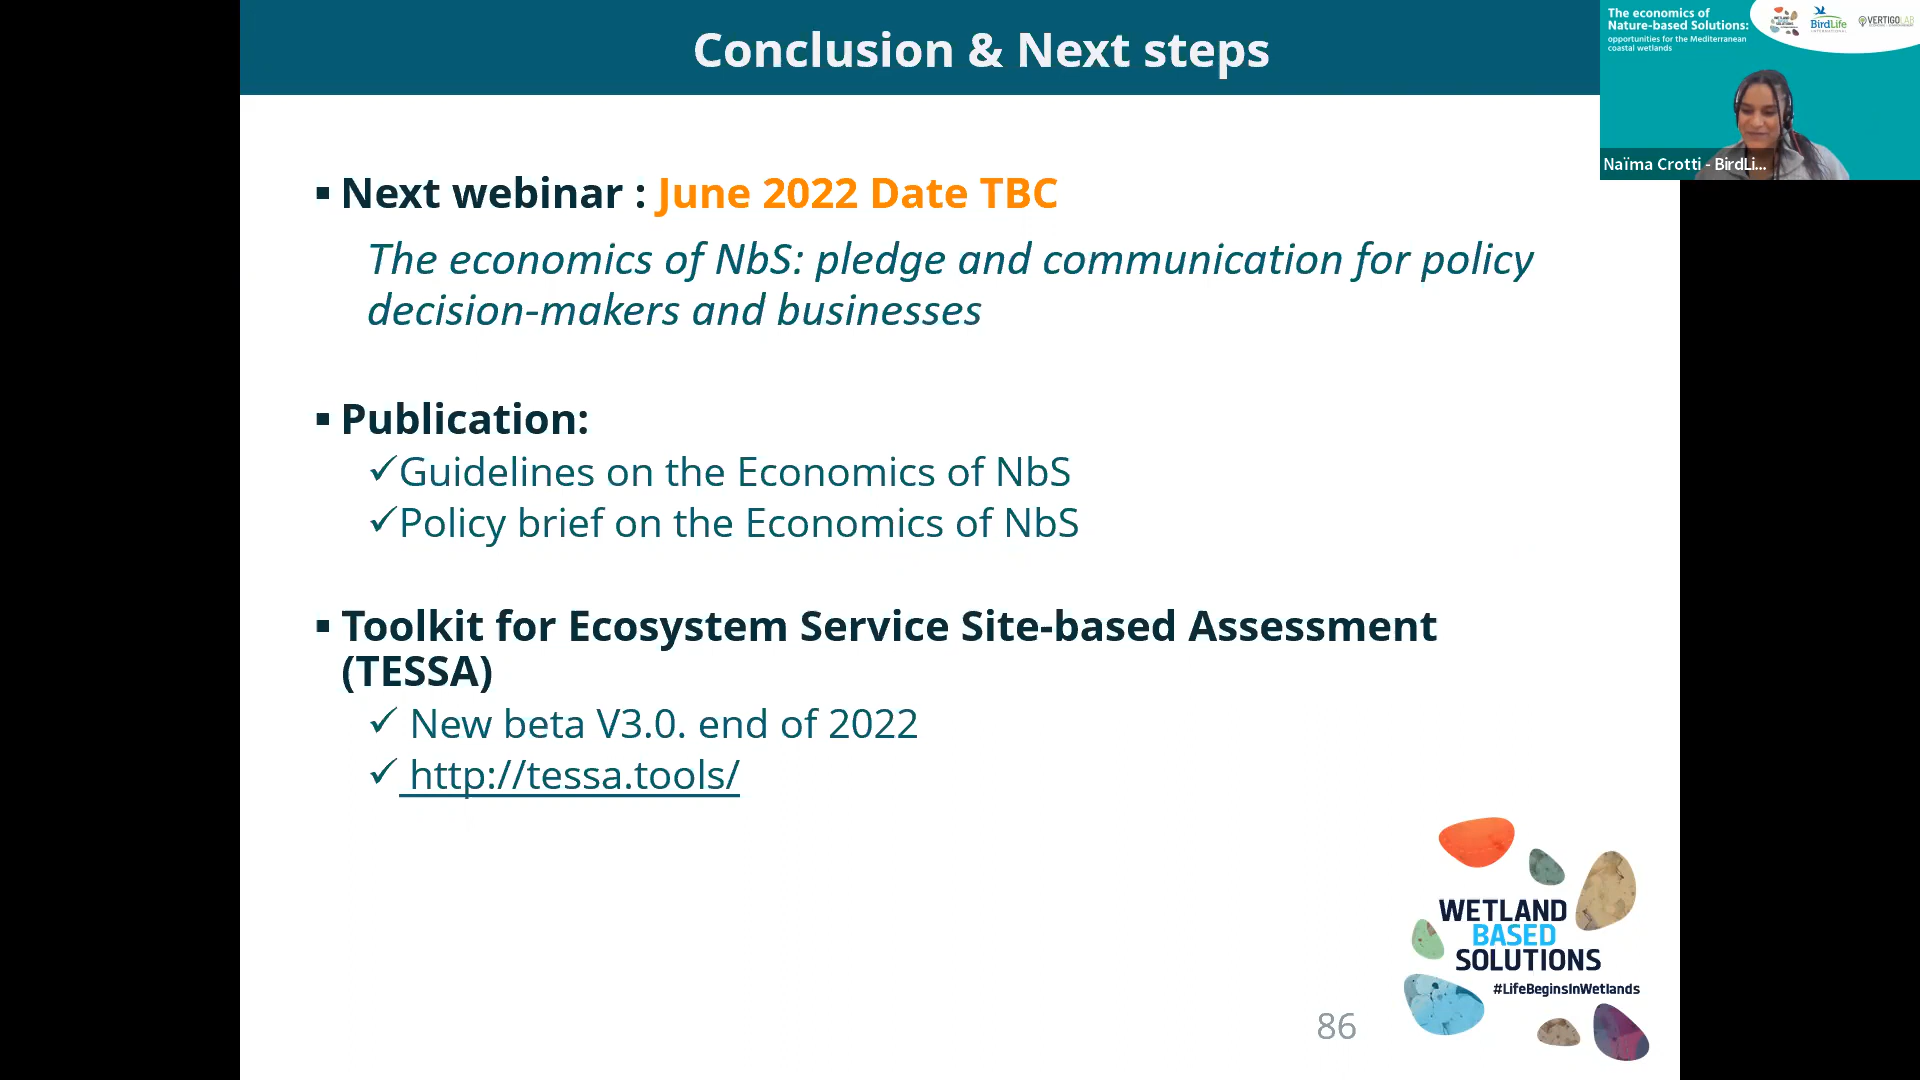 Conclusion & Next steps
▪ Next webinar : June 2022 Date TBC
The economics of NbS: pledge and communication for policy
decision-makers and businesses
▪ Publication:
✓Guidelines on the Economics of NbS
✓Policy brief on the Economics of NbS
▪ Toolkit for Ecosystem Service Site-based Assessment
(TESSA)
✓ New beta V3.0. end of 2022
✓ http://tessa.tools/
WETLAND
BASED
SOLUTIONS
#LifeBeginsInWetlands
86
The economics of
Nature-based Solutions:
opportunities for the Mediterranean
coastal wetlands
BirdLife
INTERNATIONAL
VERTIGOLAB
Naïma Crotti - BirdLi...